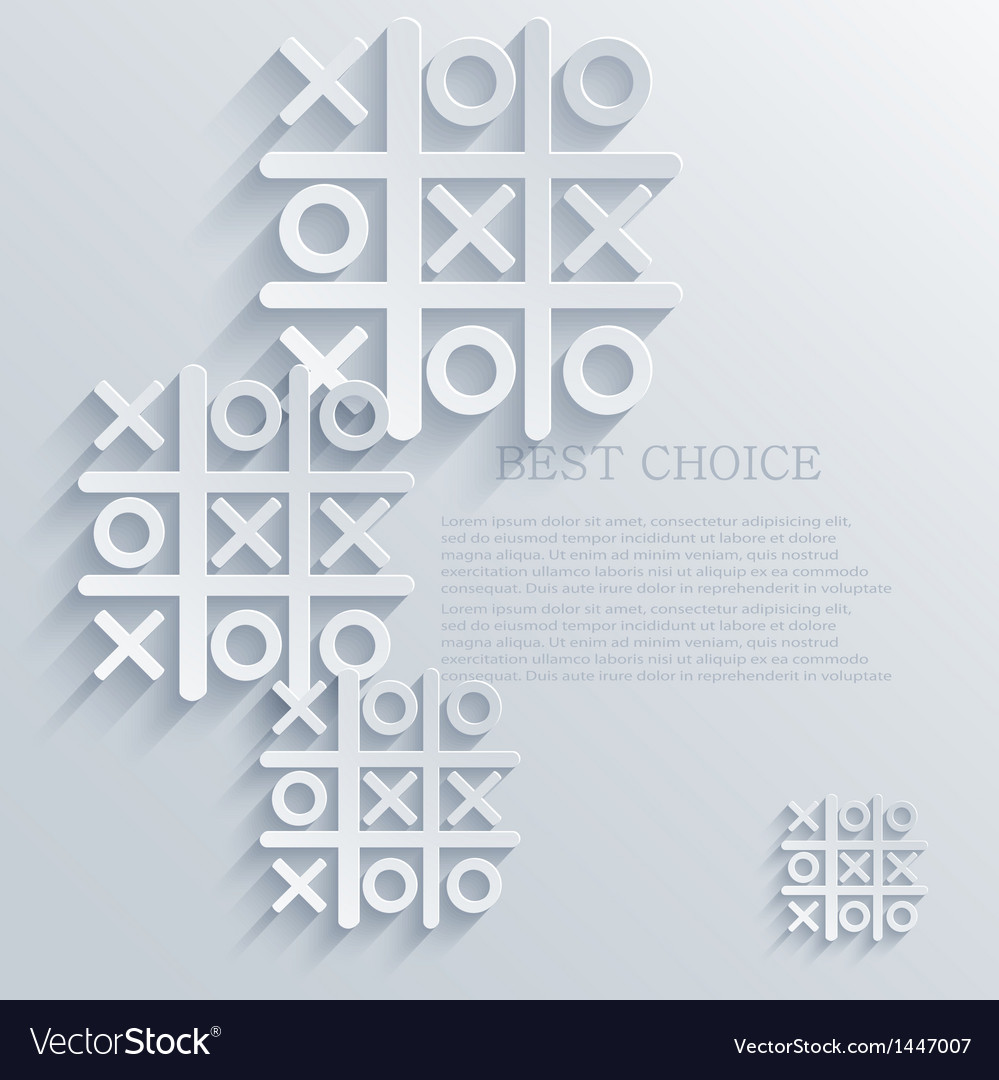 X O O
O X X
X O O
X O O
O X X
X O O
BEST CHOICE
Lorem ipsum dolor sit amet, consectetur adipisicing elit,
sed do eiusmod tempor incididunt ut labore et dolore
magna aliqua. Ut enim ad minim veniam, quis nostrud
exercitation ullamco laboris nisi ut aliquip ex ea commodo
consequat. Duis aute irure dolor in reprehenderit in voluptate
Lorem ipsum dolor sit amet, consectetur adipisicing elit,
sed do eiusmod tempor incididunt ut labore et dolore
magna aliqua. Ut enim ad minim veniam, quis nostrud
exercitation ullamco laboris nisi ut aliquip ex ea commodo
consequat. Duis aute irure dolor in reprehenderit in voluptate
X O O
O X X
X O O
X O O
O X X
X O O
VectorStock®
VectorStock.com/1447007